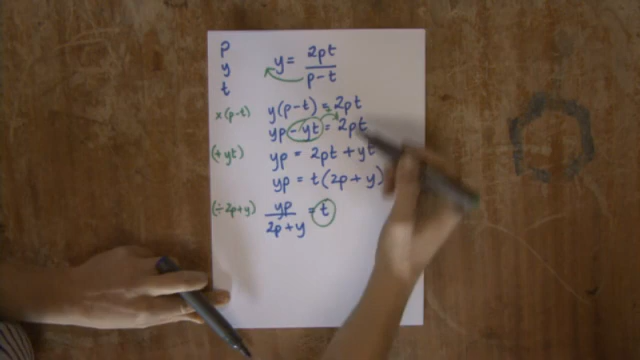 p
y
t
y = 2pt / p-t
×(p-t) y(p-t) = 2pt
yp - yt = 2pt
(+ yt) yp = 2pt + yt
yp = t(2p + y)
(÷ 2p+y) yp / 2p+y = t